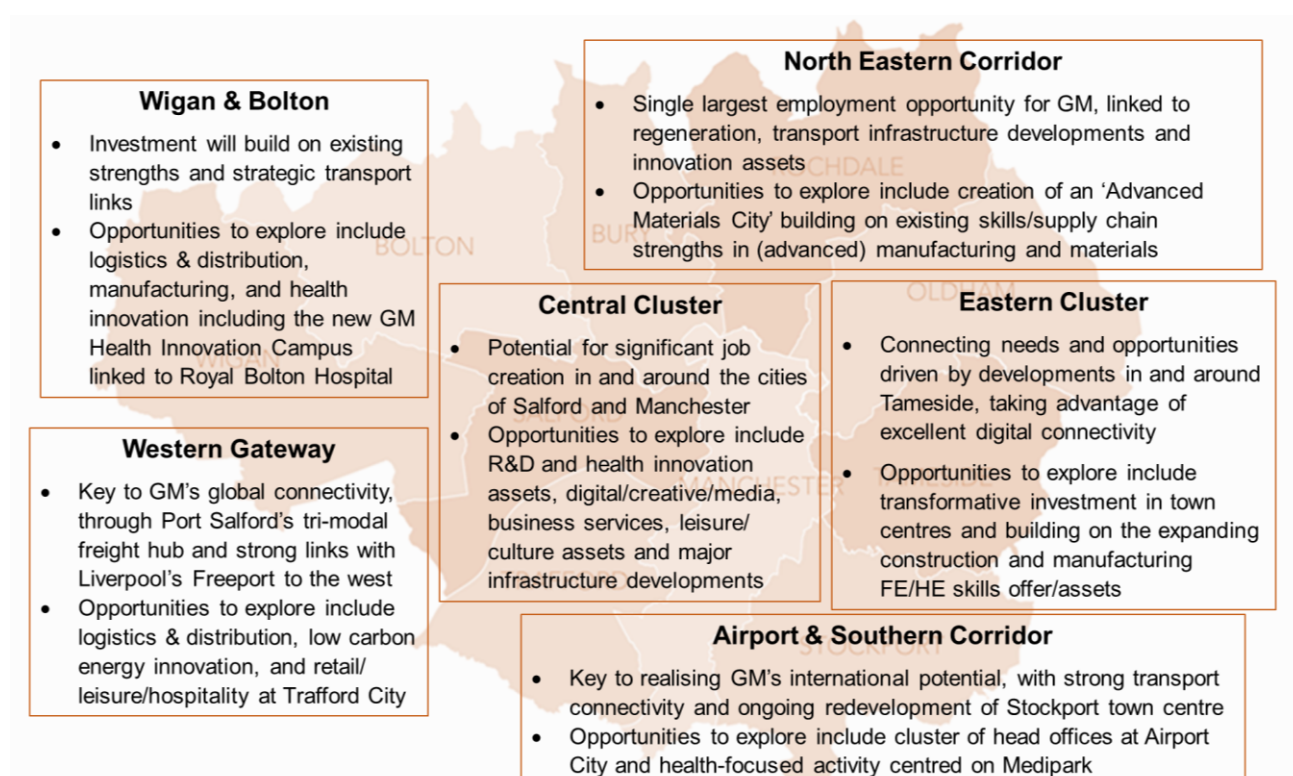 North Eastern Corridor
• Single largest employment opportunity for GM, linked to
regeneration, transport infrastructure developments and
innovation assets
• Opportunities to explore include creation of an ‘Advanced
Materials City’ building on existing skills/supply chain
strengths in (advanced) manufacturing and materials
Wigan & Bolton
• Investment will build on existing
strengths and strategic transport
links
• Opportunities to explore include
logistics & distribution,
manufacturing, and health
innovation including the new GM
Health Innovation Campus
linked to Royal Bolton Hospital
Central Cluster
• Potential for significant job
creation in and around the cities
of Salford and Manchester
• Opportunities to explore include
R&D and health innovation
assets, digital/creative/media,
business services, leisure/
culture assets and major
infrastructure developments
Eastern Cluster
• Connecting needs and opportunities
driven by developments in and around
Tameside, taking advantage of
excellent digital connectivity
• Opportunities to explore include
transformative investment in town
centres and building on the expanding
construction and manufacturing
FE/HE skills offer/assets
Western Gateway
• Key to GM’s global connectivity,
through Port Salford’s tri-modal
freight hub and strong links with
Liverpool’s Freeport to the west
• Opportunities to explore include
logistics & distribution, low carbon
energy innovation, and retail/
leisure/hospitality at Trafford City
Airport & Southern Corridor
• Key to realising GM’s international potential, with strong transport
connectivity and ongoing redevelopment of Stockport town centre
• Opportunities to explore include cluster of head offices at Airport
City and health-focused activity centred on Medipark
ROCHDALE
BURY
BOLTON
OLDHAM
WIGAN
SALFORD
MANCHESTER
TAMESIDE
TRAFFORD
STOCKPORT